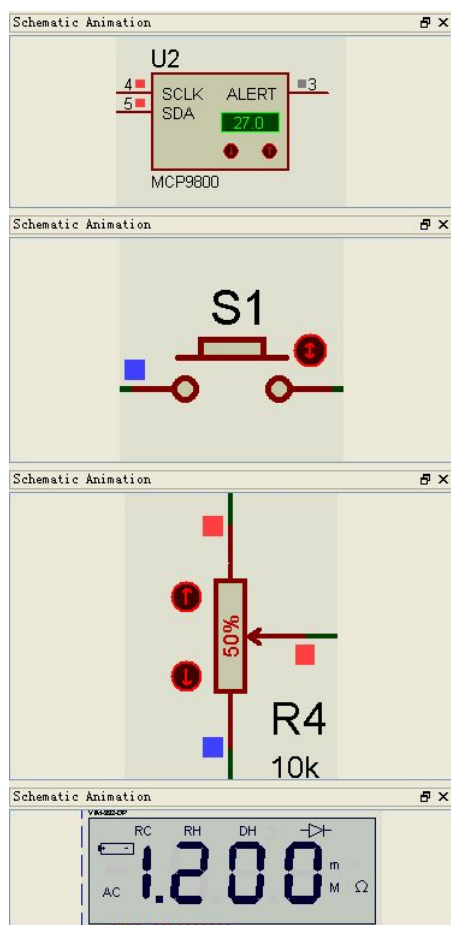 Schematic Animation
U2
4 SCLK ALERT 3
5 SDA
27.0
MCP9800
Schematic Animation
S1
Schematic Animation
50%
R4
10k
Schematic Animation
RC RH DH
1.200
m
AC M Ω